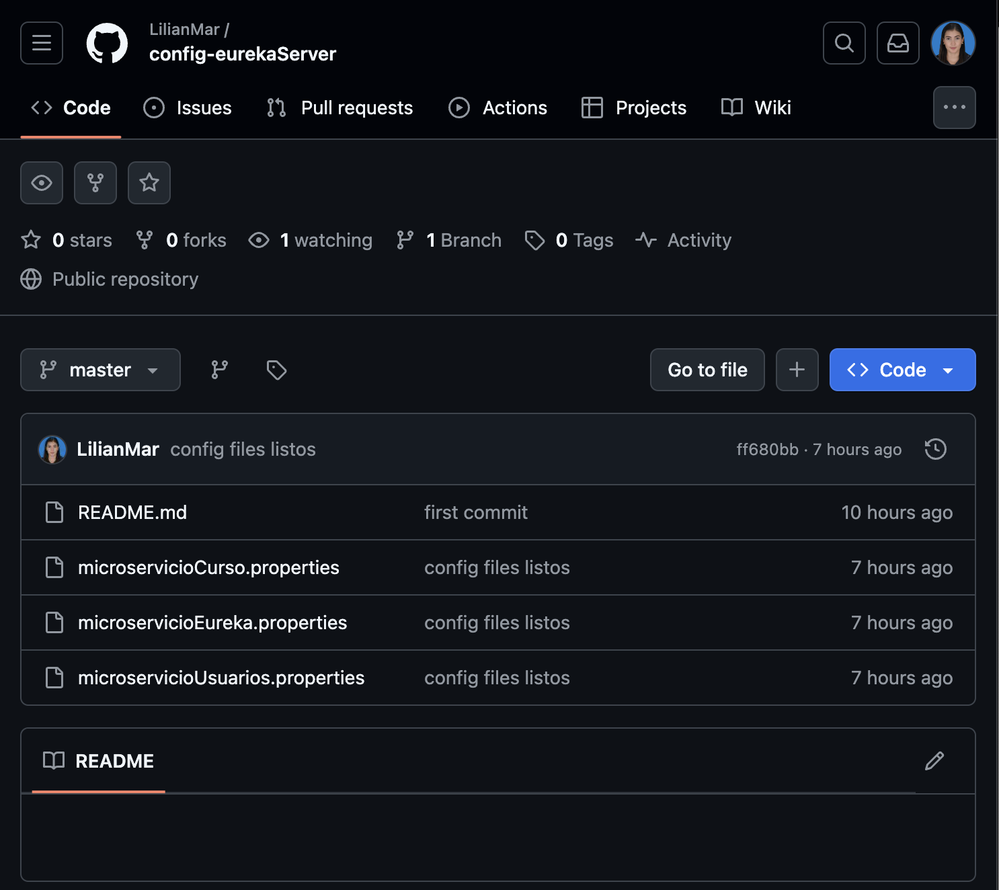 LilianMar /
config-eurekaServer
Code Issues Pull requests Actions Projects Wiki
0 stars 0 forks 1 watching 1 Branch 0 Tags Activity
Public repository
master Go to file Code
LilianMar config files listos ff680bb · 7 hours ago
README.md first commit 10 hours ago
microservicioCurso.properties config files listos 7 hours ago
microservicioEureka.properties config files listos 7 hours ago
microservicioUsuarios.properties config files listos 7 hours ago
README